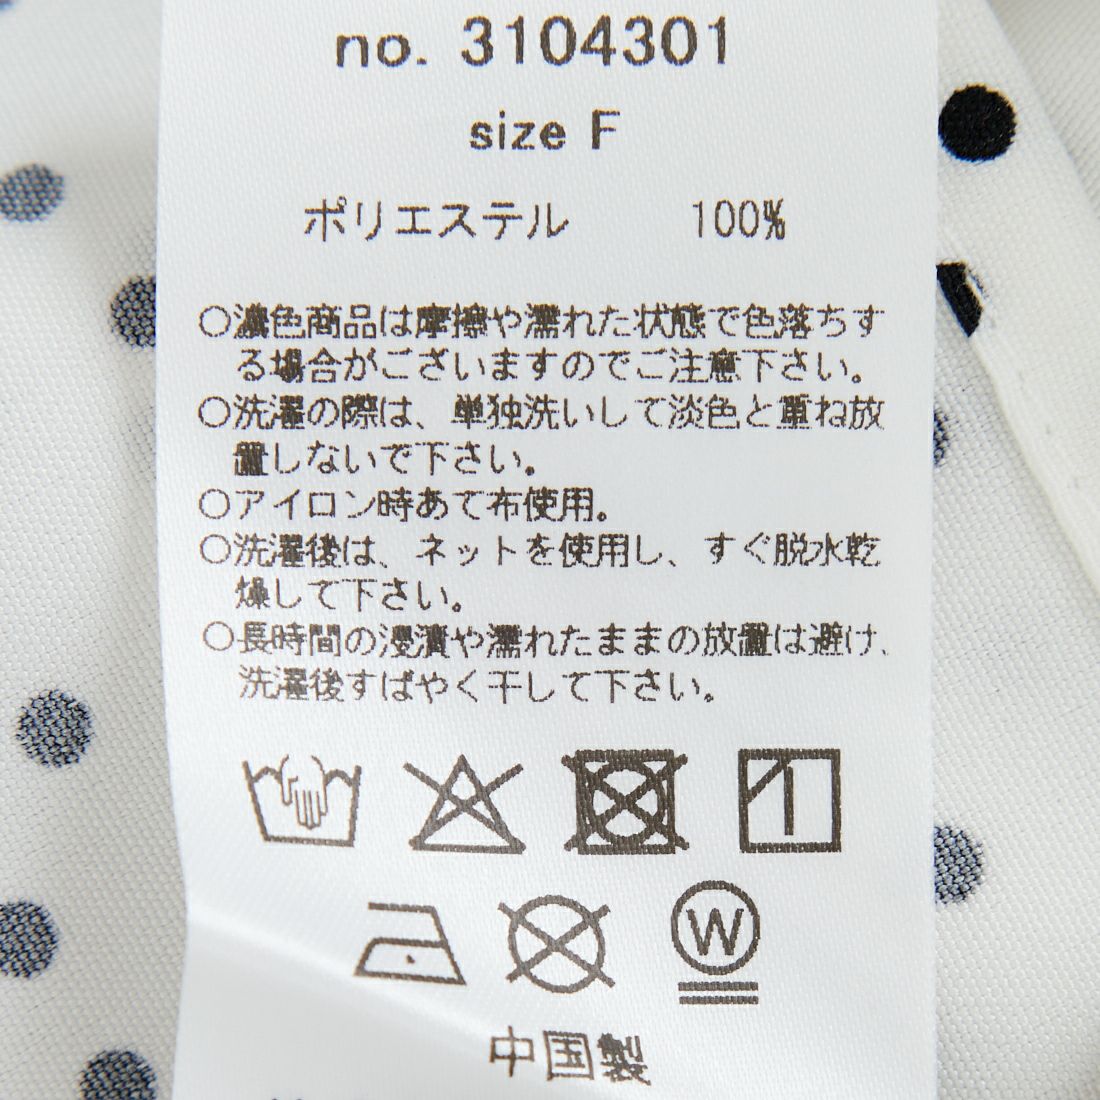 no. 3104301
size F
ポリエステル 100%
○濃色商品は摩擦や濡れた状態で色落ちす
る場合がございますのでご注意下さい。
○洗濯の際は、単独洗いして淡色と重ね放
置しないで下さい。
○アイロン時あて布使用。
○洗濯後は、ネットを使用し、すぐ脱水乾
燥して下さい。
○長時間の浸漬や濡れたままの放置は避け、
洗濯後すばやく干して下さい。
W
中国製